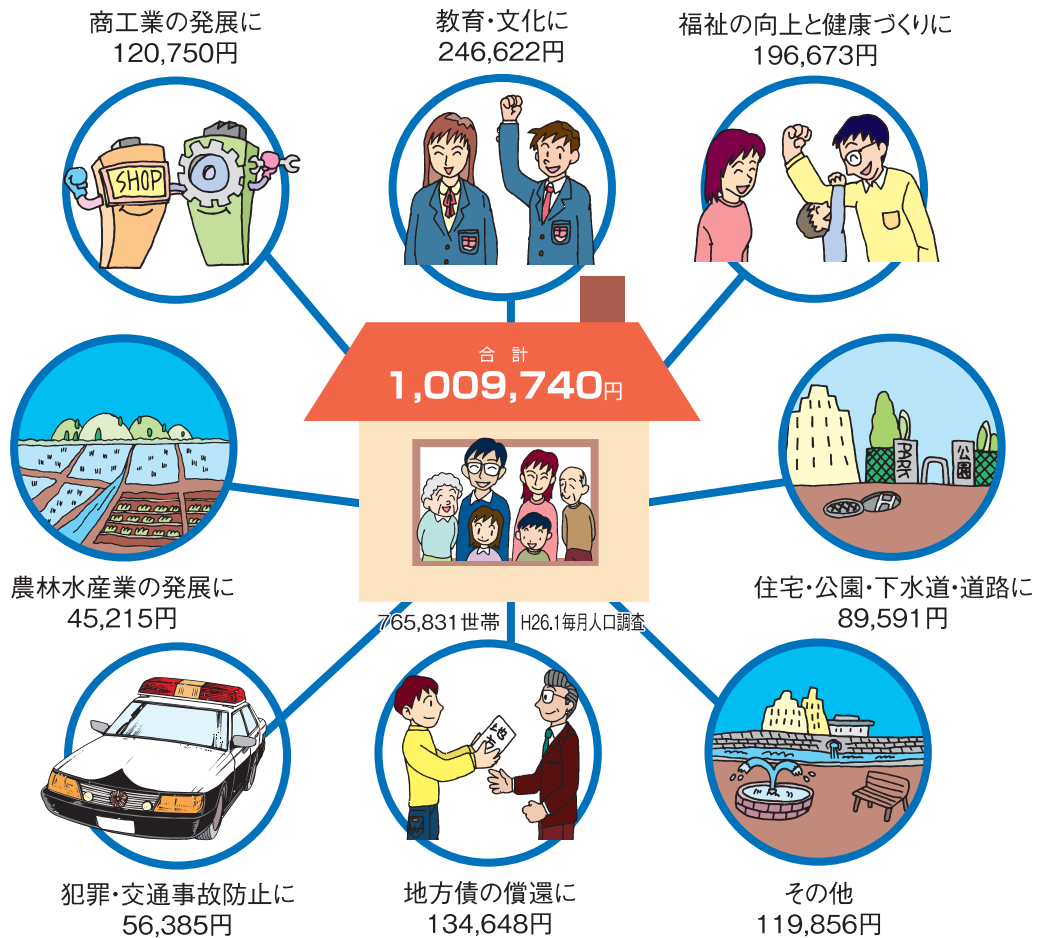 商工業の発展に
120,750円
教育・文化に
246,622円
福祉の向上と健康づくりに
196,673円
SHOP
合 計
1,009,740円
PARK
公園
農林水産業の発展に
45,215円
住宅・公園・下水道・道路に
89,591円
765,831世帯
H26.1毎月人口調査
犯罪・交通事故防止に
56,385円
地方債の償還に
134,648円
その他
119,856円